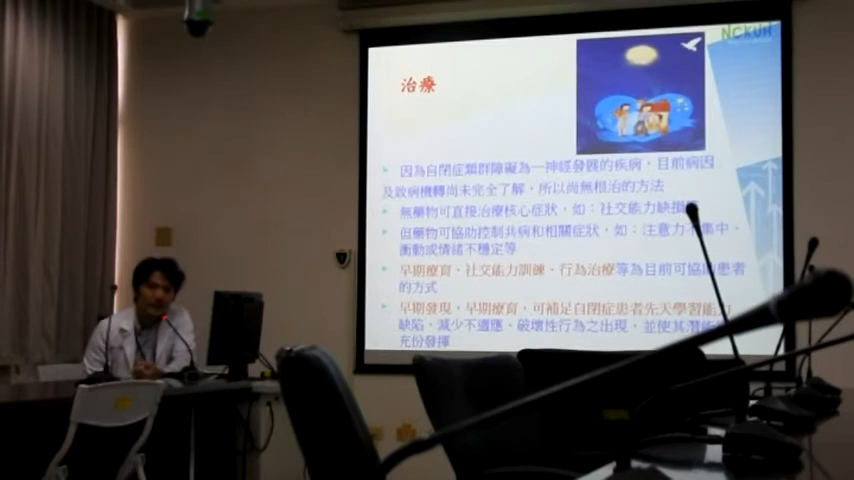 NCKUH
治療
因為自閉症類群障礙為一神經發展的疾病，目前病因
及致病機轉尚未完全了解，所以尚無根治的方法
無藥物可直接治療核心症狀，如：社交能力缺損
但藥物可協助控制共病和相關症狀，如：注意力不集中、
衝動或情緒不穩定等
早期療育、社交能力訓練、行為治療等為目前可協助患者
的方式
早期發現，早期療育，可補足自閉症患者先天學習能力
缺陷，減少不適應、破壞性行為之出現，並使其潛能
充份發揮